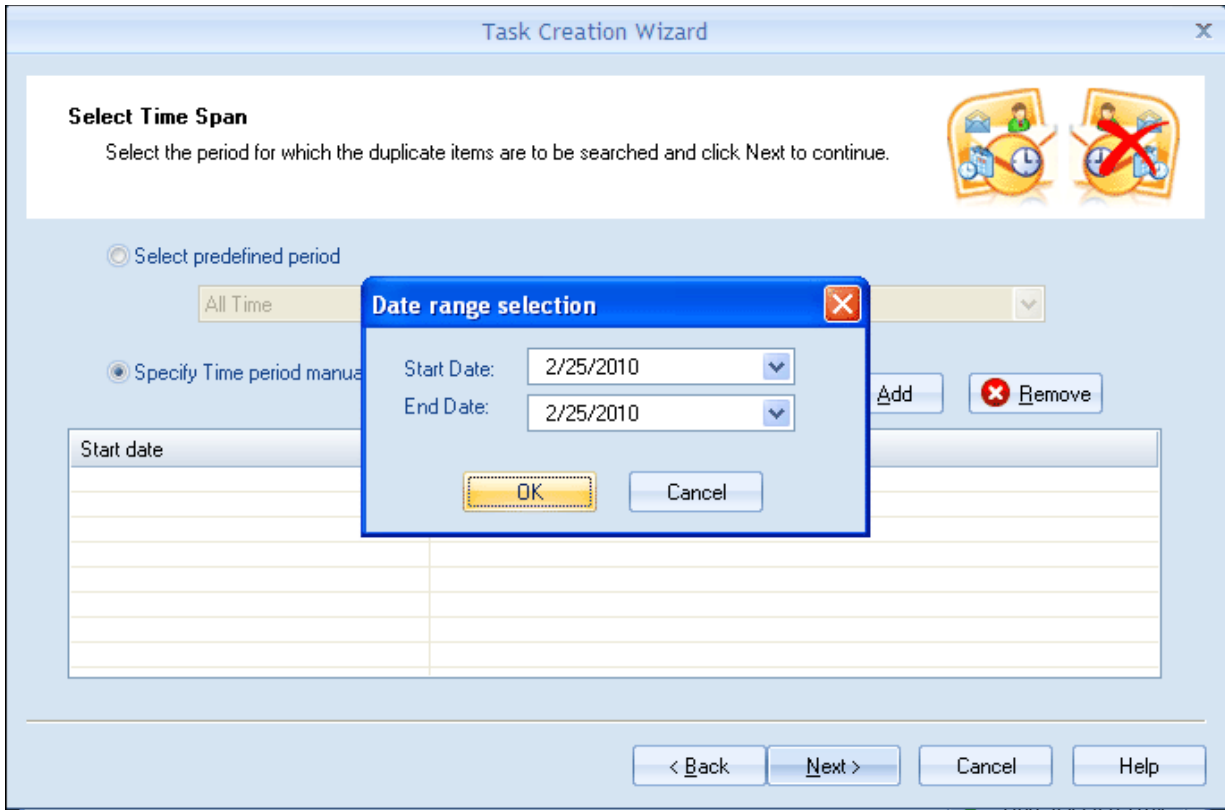 Task Creation Wizard
Select Time Span
Select the period for which the duplicate items are to be searched and click Next to continue.
Select predefined period
All Time
Date range selection
Specify Time period manua
Start Date: 2/25/2010
End Date: 2/25/2010
Add
Remove
Start date
OK
Cancel
< Back
Next >
Cancel
Help